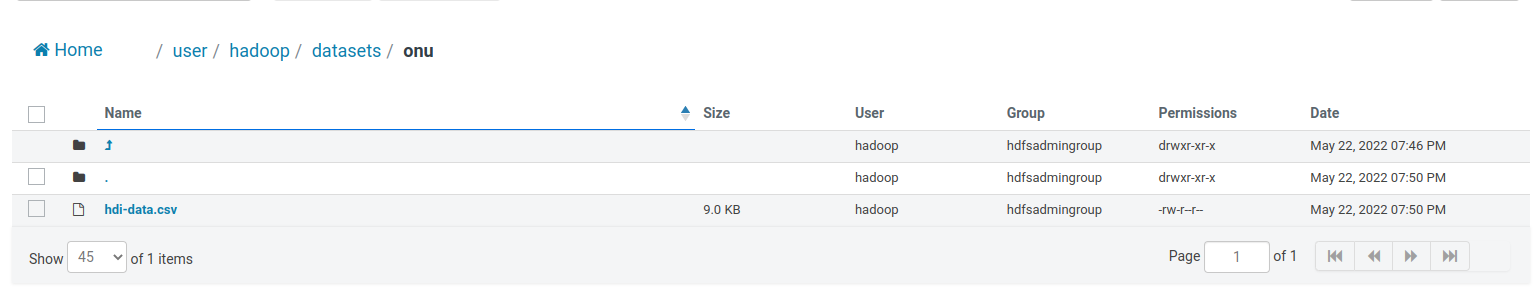 Home / user / hadoop / datasets / onu
Name Size User Group Permissions Date
hadoop hdfsadmingroup drwxr-xr-x May 22, 2022 07:46 PM
. hadoop hdfsadmingroup drwxr-xr-x May 22, 2022 07:50 PM
hdi-data.csv 9.0 KB hadoop hdfsadmingroup -rw-r--r-- May 22, 2022 07:50 PM
Show 45 of 1 items Page 1 of 1